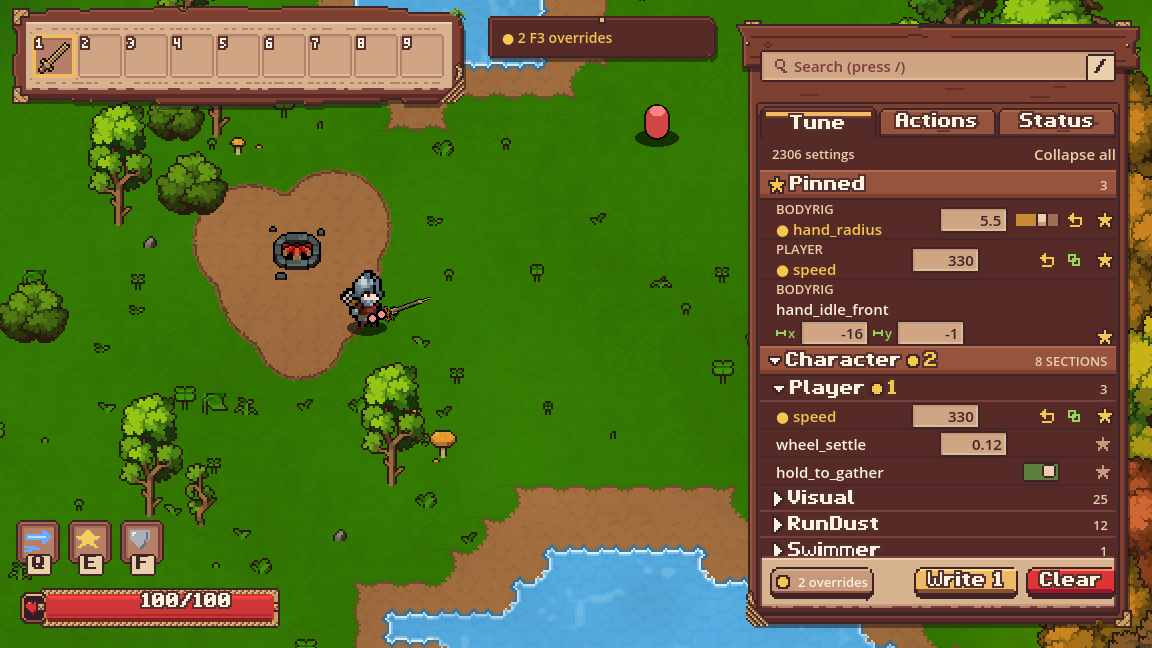 1 2 3 4 5 6 7 8 9
2 F3 overrides
Search (press /)
/
Tune Actions Status
2306 settings Collapse all
Pinned 3
BODYRIG
hand_radius 5.5
PLAYER
speed 330
BODYRIG
hand_idle_front
x -16 y -1
Character 2 8 SECTIONS
Player 1 3
speed 330
wheel_settle 0.12
hold_to_gather
Visual 25
RunDust 12
Swimmer 1
2 overrides Write 1 Clear
Q E F
100/100